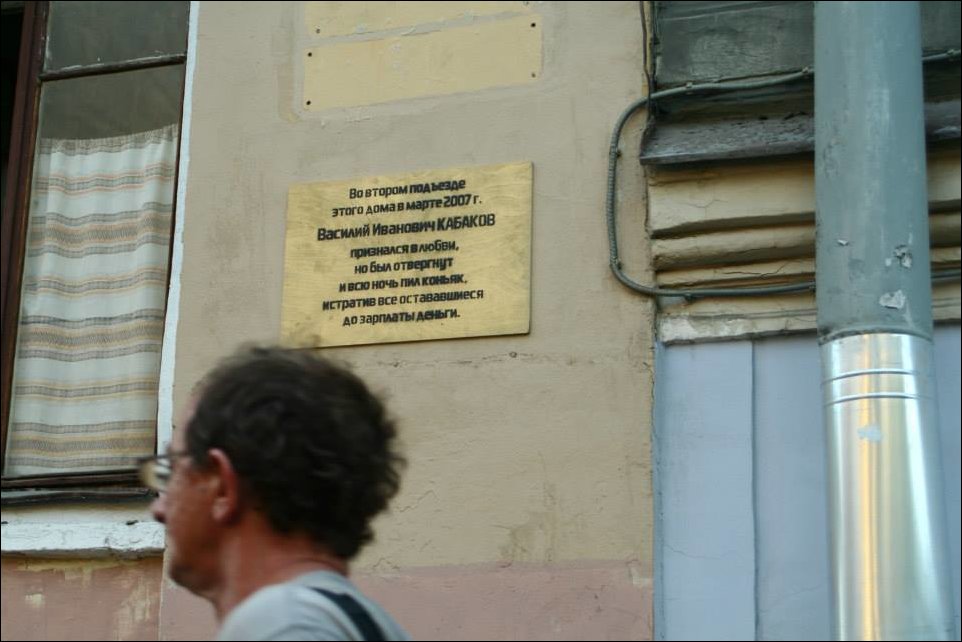 Во втором подъезде
этого дома в марте 2007 г.
Василий Иванович КАБАКОВ
признался в любви,
но был отвергнут
и всю ночь пил коньяк,
истратив все остававшиеся
до зарплаты деньги.